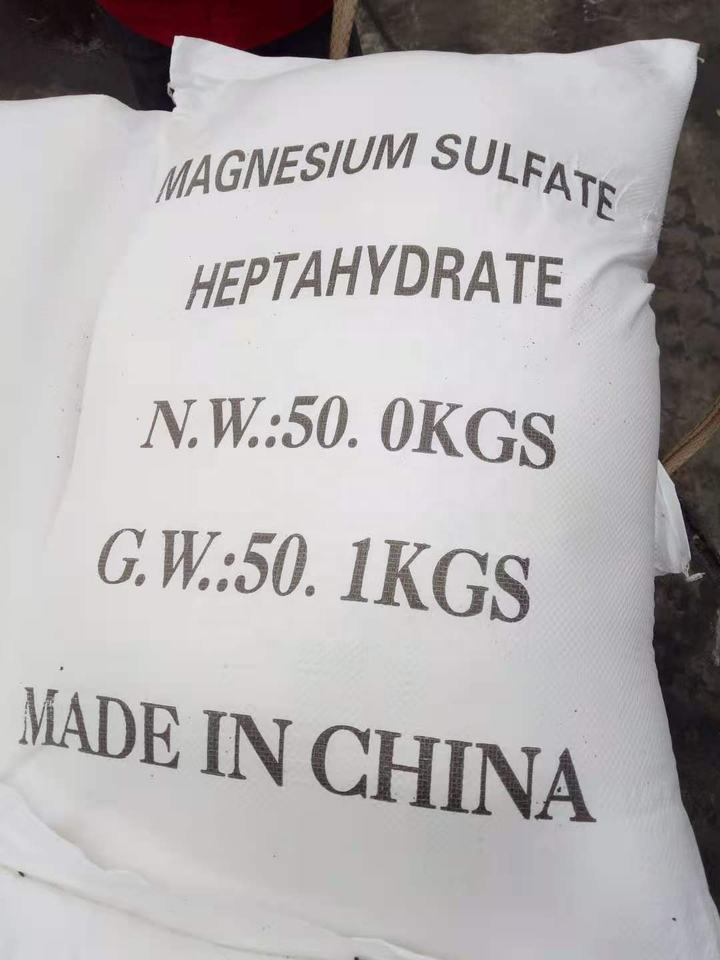 MAGNESIUM SULFATE
HEPTAHYDRATE
N.W.:50. 0KGS
G.W.:50. 1KGS
MADE IN CHINA